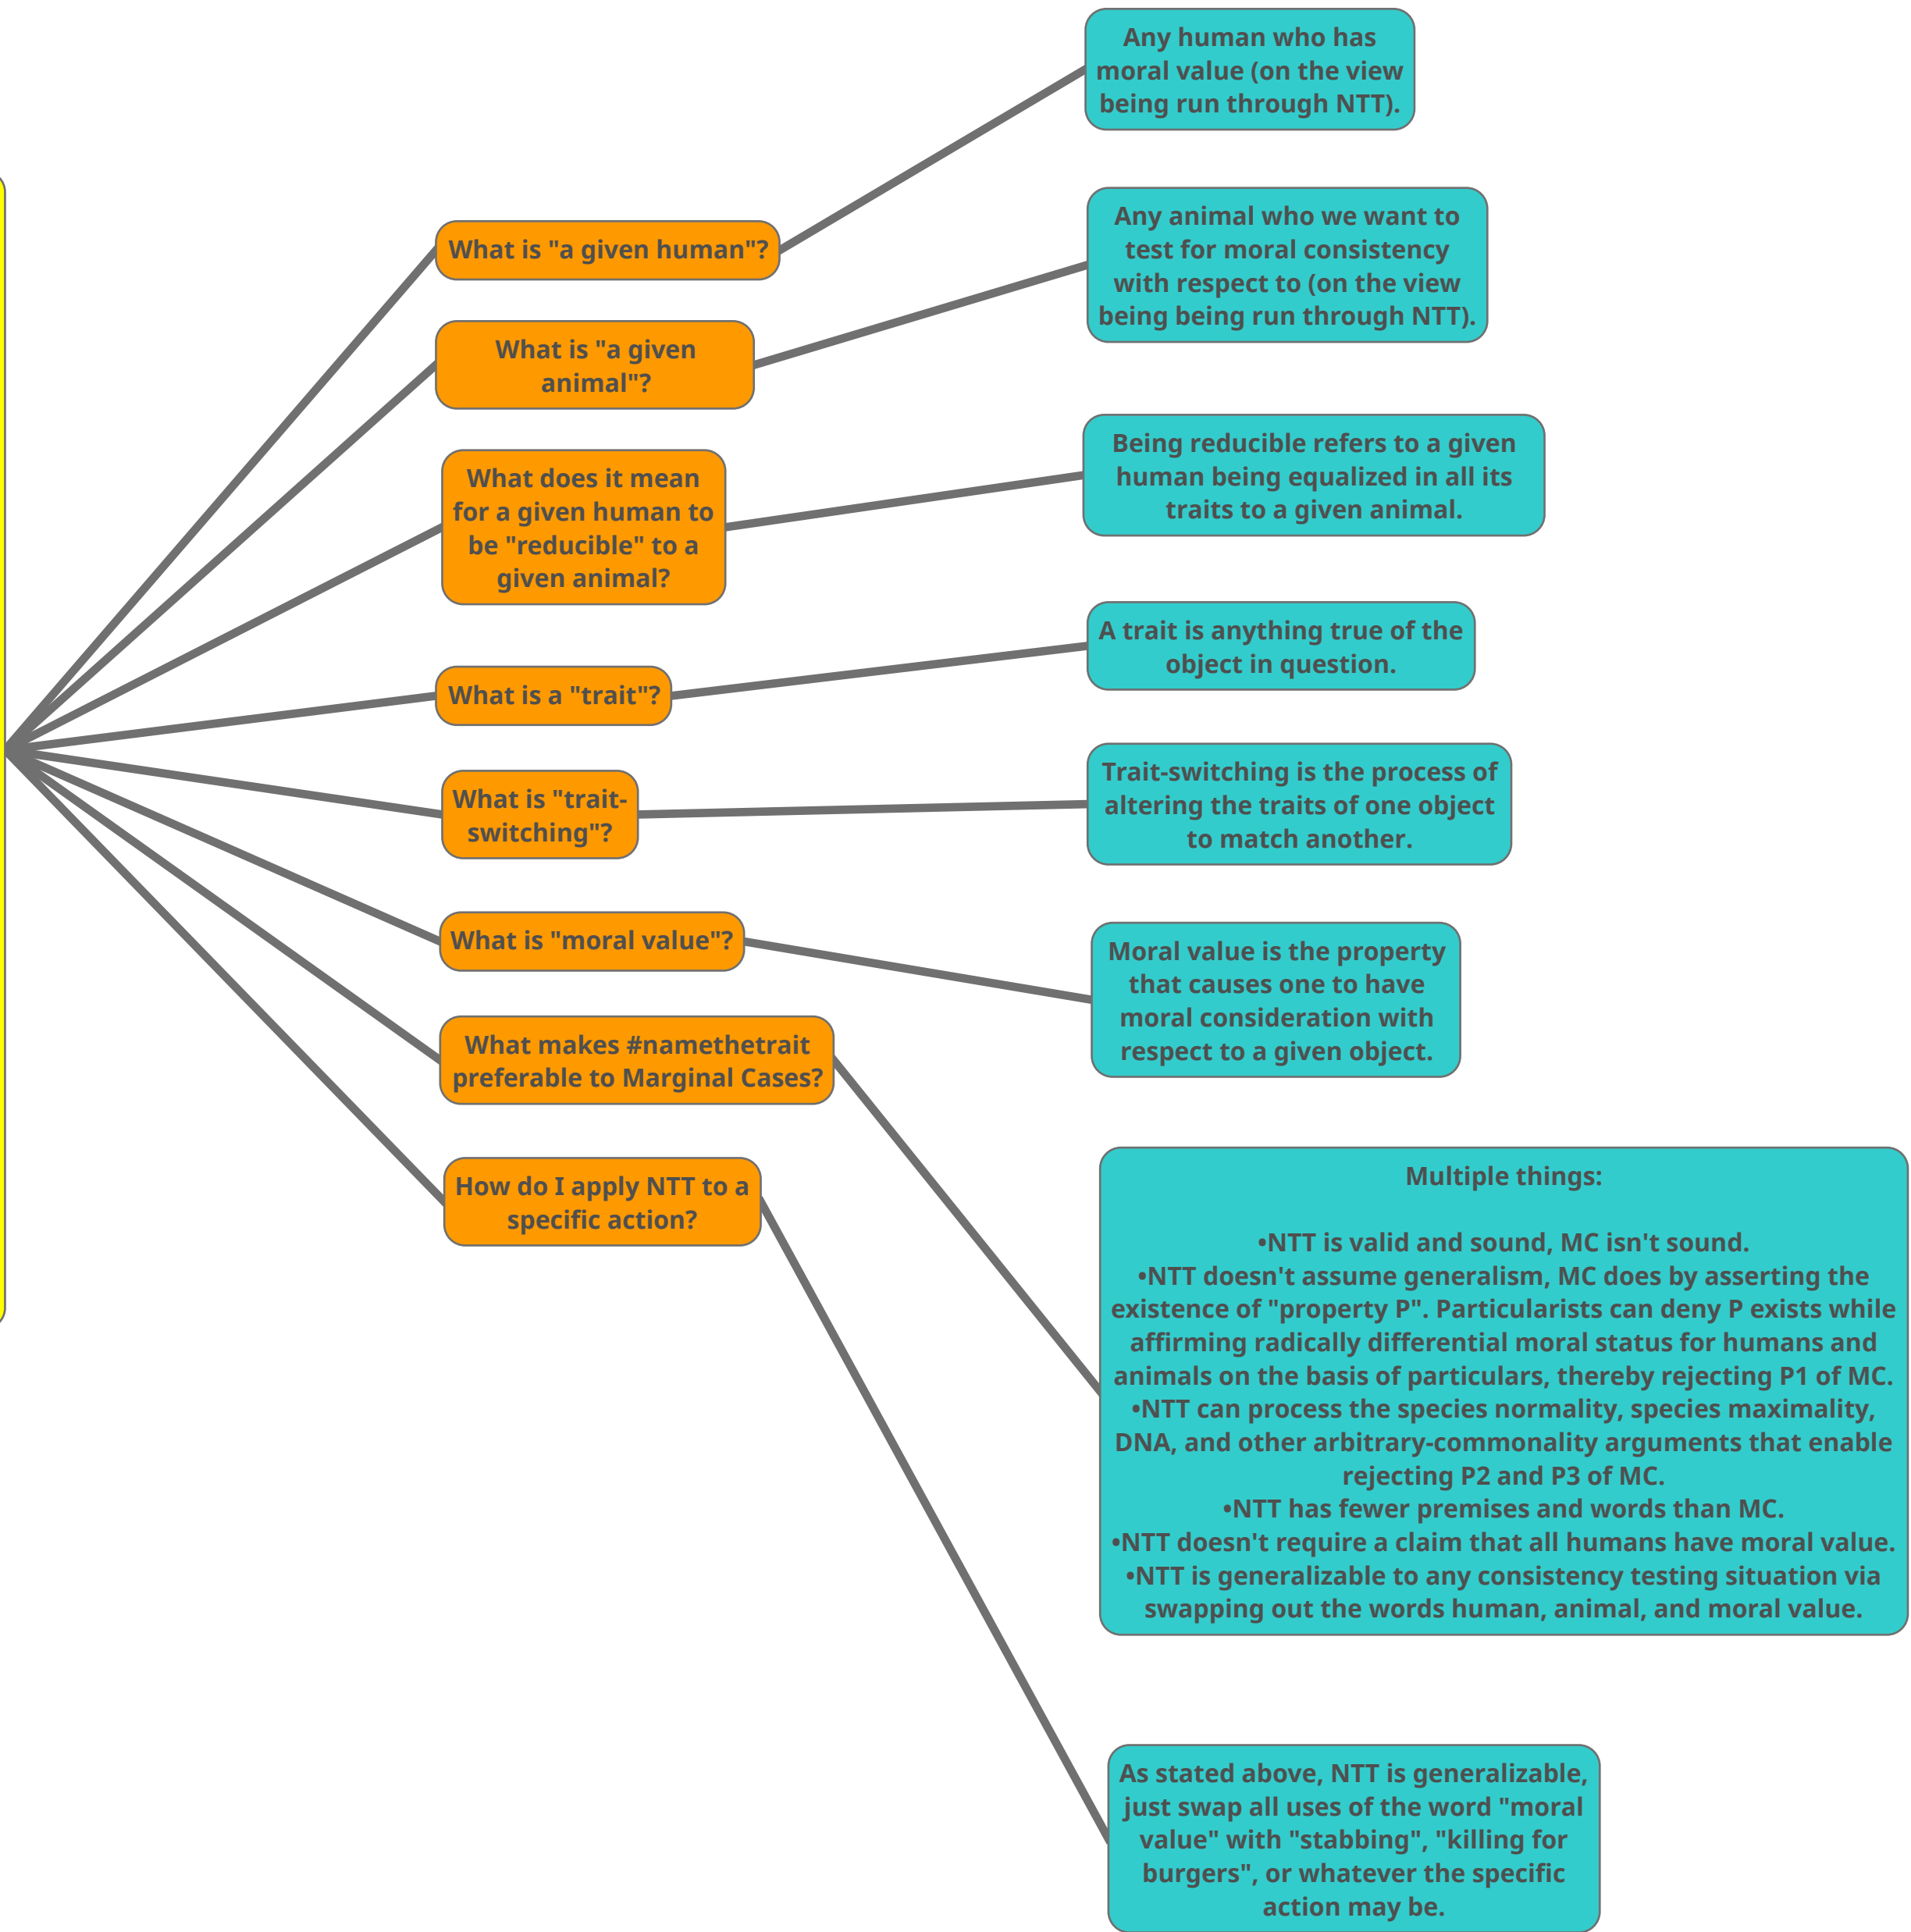 What is "a given human"?
Any human who has
moral value (on the view
being run through NTT).
What is "a given
animal"?
Any animal who we want to
test for moral consistency
with respect to (on the view
being being run through NTT).
What does it mean
for a given human to
be "reducible" to a
given animal?
Being reducible refers to a given
human being equalized in all its
traits to a given animal.
What is a "trait"?
A trait is anything true of the
object in question.
What is "trait-
switching"?
Trait-switching is the process of
altering the traits of one object
to match another.
What is "moral value"?
Moral value is the property
that causes one to have
moral consideration with
respect to a given object.
What makes #namethetrait
preferable to Marginal Cases?
Multiple things:
•NTT is valid and sound, MC isn't sound.
•NTT doesn't assume generalism, MC does by asserting the
existence of "property P". Particularists can deny P exists while
affirming radically differential moral status for humans and
animals on the basis of particulars, thereby rejecting P1 of MC.
•NTT can process the species normality, species maximality,
DNA, and other arbitrary-commonality arguments that enable
rejecting P2 and P3 of MC.
•NTT has fewer premises and words than MC.
•NTT doesn't require a claim that all humans have moral value.
•NTT is generalizable to any consistency testing situation via
swapping out the words human, animal, and moral value.
How do I apply NTT to a
specific action?
As stated above, NTT is generalizable,
just swap all uses of the word "moral
value" with "stabbing", "killing for
burgers", or whatever the specific
action may be.